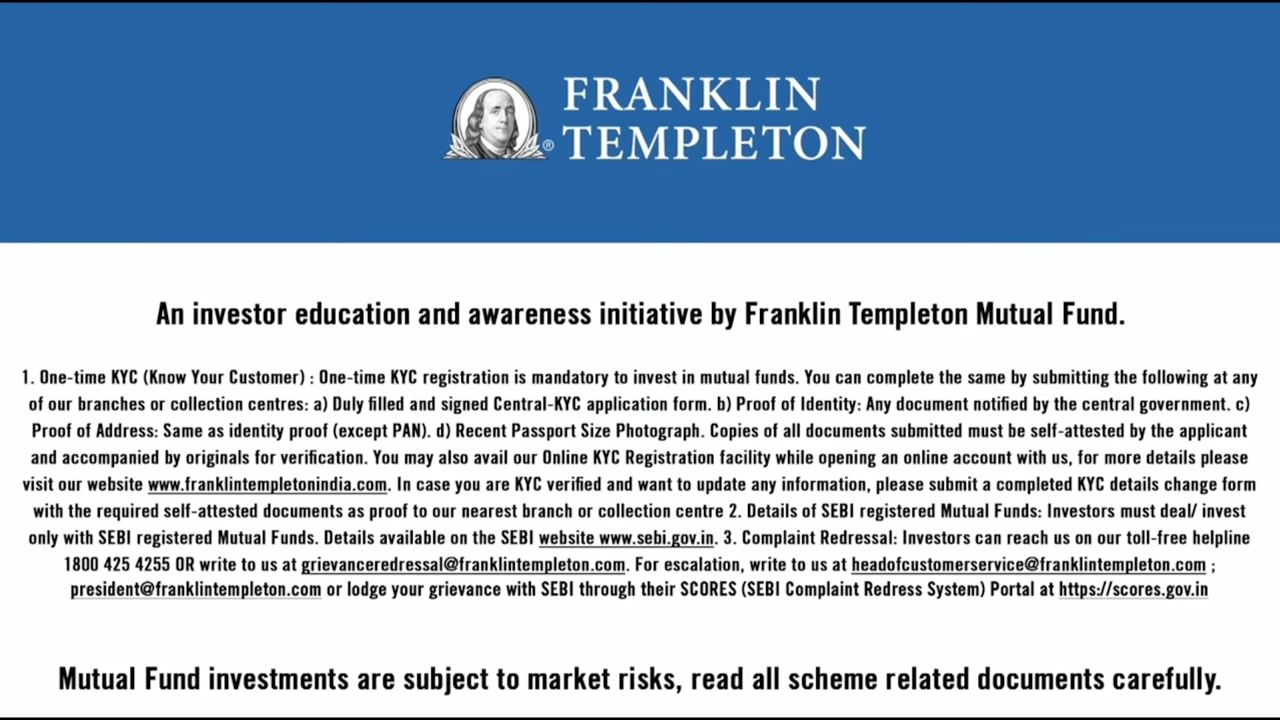 FRANKLIN
TEMPLETON
®
An investor education and awareness initiative by Franklin Templeton Mutual Fund.
1. One-time KYC (Know Your Customer) : One-time KYC registration is mandatory to invest in mutual funds. You can complete the same by submitting the following at any
of our branches or collection centres: a) Duly filled and signed Central-KYC application form. b) Proof of Identity: Any document notified by the central government. c)
Proof of Address: Same as identity proof (except PAN). d) Recent Passport Size Photograph. Copies of all documents submitted must be self-attested by the applicant
and accompanied by originals for verification. You may also avail our Online KYC Registration facility while opening an online account with us, for more details please
visit our website www.franklintempletonindia.com. In case you are KYC verified and want to update any information, please submit a completed KYC details change form
with the required self-attested documents as proof to our nearest branch or collection centre 2. Details of SEBI registered Mutual Funds: Investors must deal/ invest
only with SEBI registered Mutual Funds. Details available on the SEBI website www.sebi.gov.in. 3. Complaint Redressal: Investors can reach us on our toll-free helpline
1800 425 4255 OR write to us at grievanceredressal@franklintempleton.com. For escalation, write to us at headofcustomerservice@franklintempleton.com ;
president@franklintempleton.com or lodge your grievance with SEBI through their SCORES (SEBI Complaint Redress System) Portal at https://scores.gov.in
Mutual Fund investments are subject to market risks, read all scheme related documents carefully.